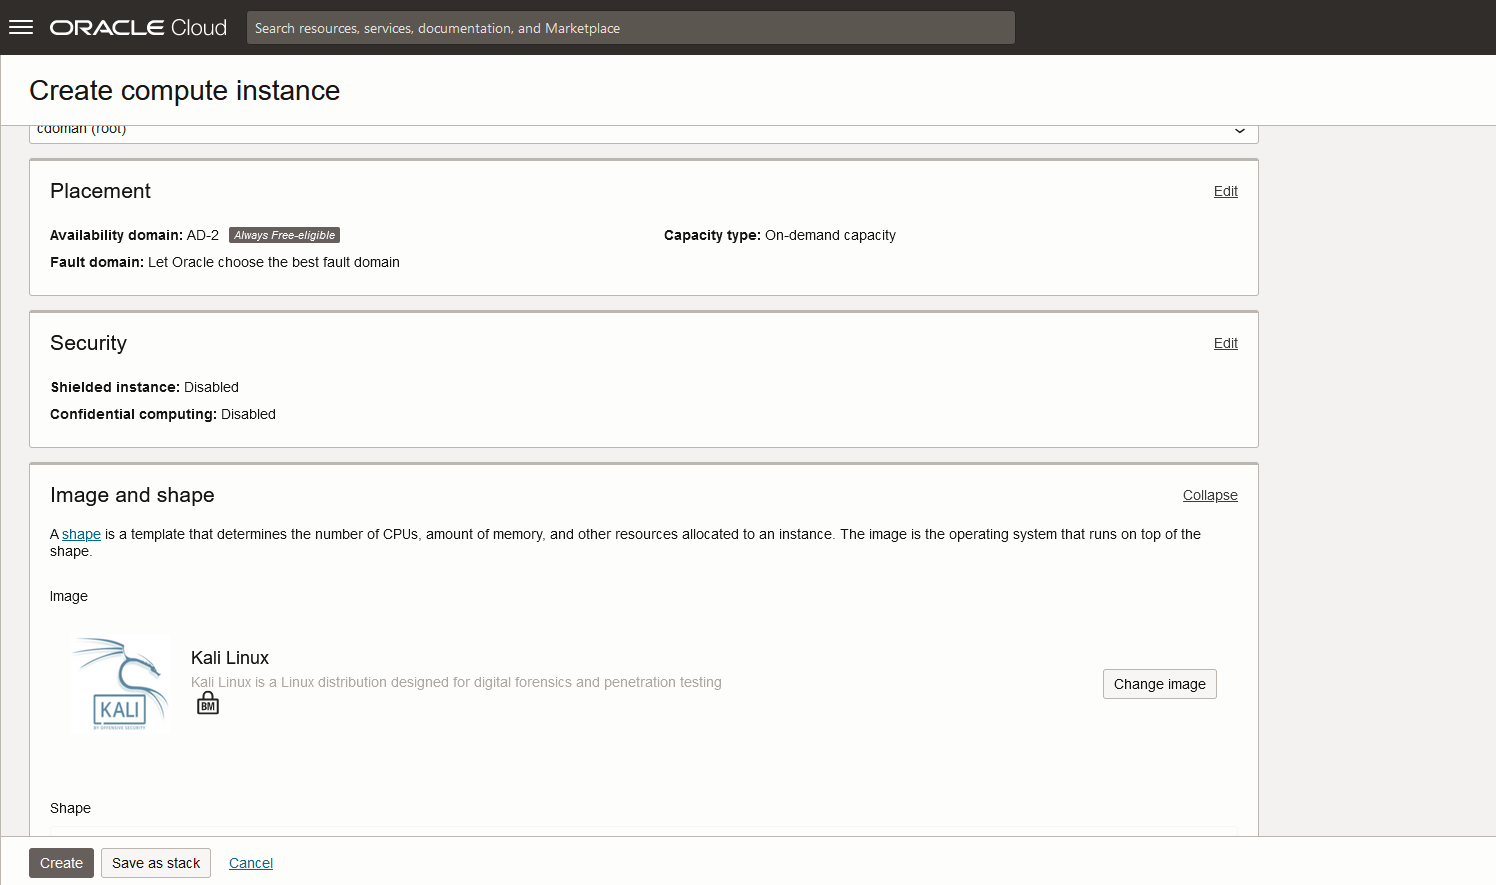 ORACLE Cloud
Search resources, services, documentation, and Marketplace
Create compute instance
cdoman (root)
Placement
Edit
Availability domain: AD-2 Always Free-eligible
Capacity type: On-demand capacity
Fault domain: Let Oracle choose the best fault domain
Security
Edit
Shielded instance: Disabled
Confidential computing: Disabled
Image and shape
Collapse
A shape is a template that determines the number of CPUs, amount of memory, and other resources allocated to an instance. The image is the operating system that runs on top of the
shape.
Image
KALI
BY OFFENSIVE SECURITY
Kali Linux
Kali Linux is a Linux distribution designed for digital forensics and penetration testing
BM
Change image
Shape
Create
Save as stack
Cancel